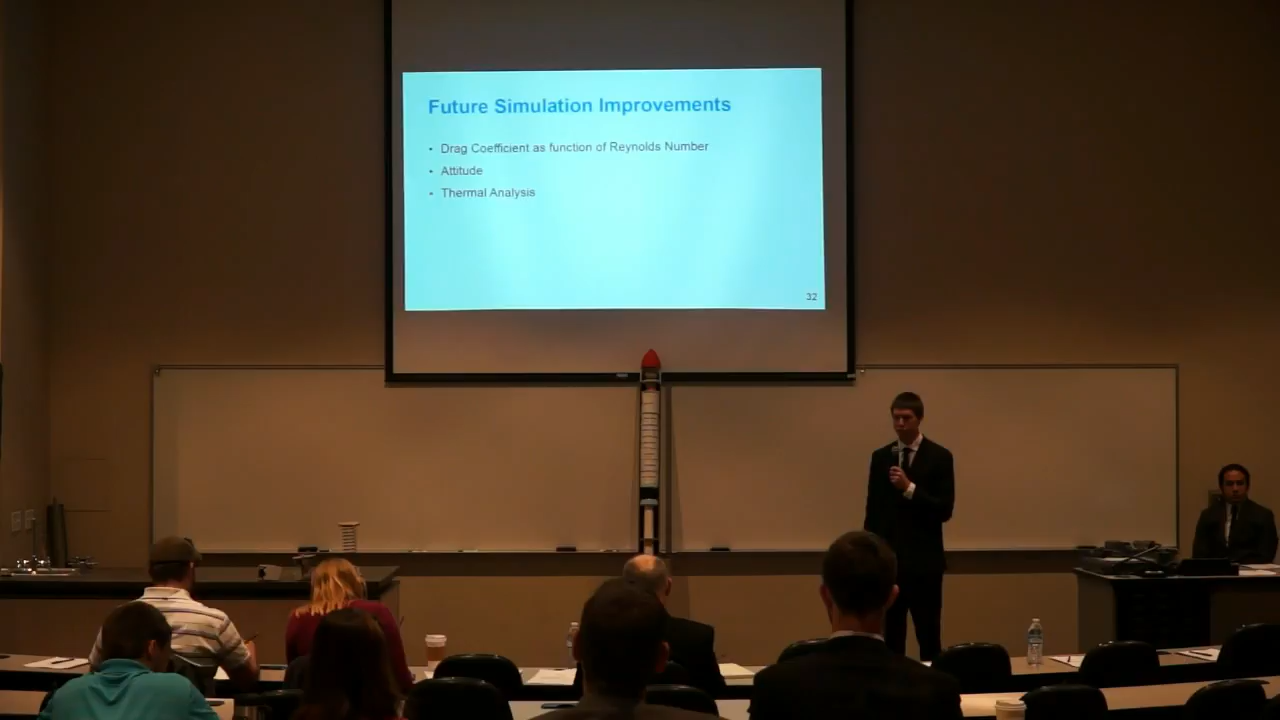 Future Simulation Improvements
• Drag Coefficient as function of Reynolds Number
• Attitude
• Thermal Analysis
32